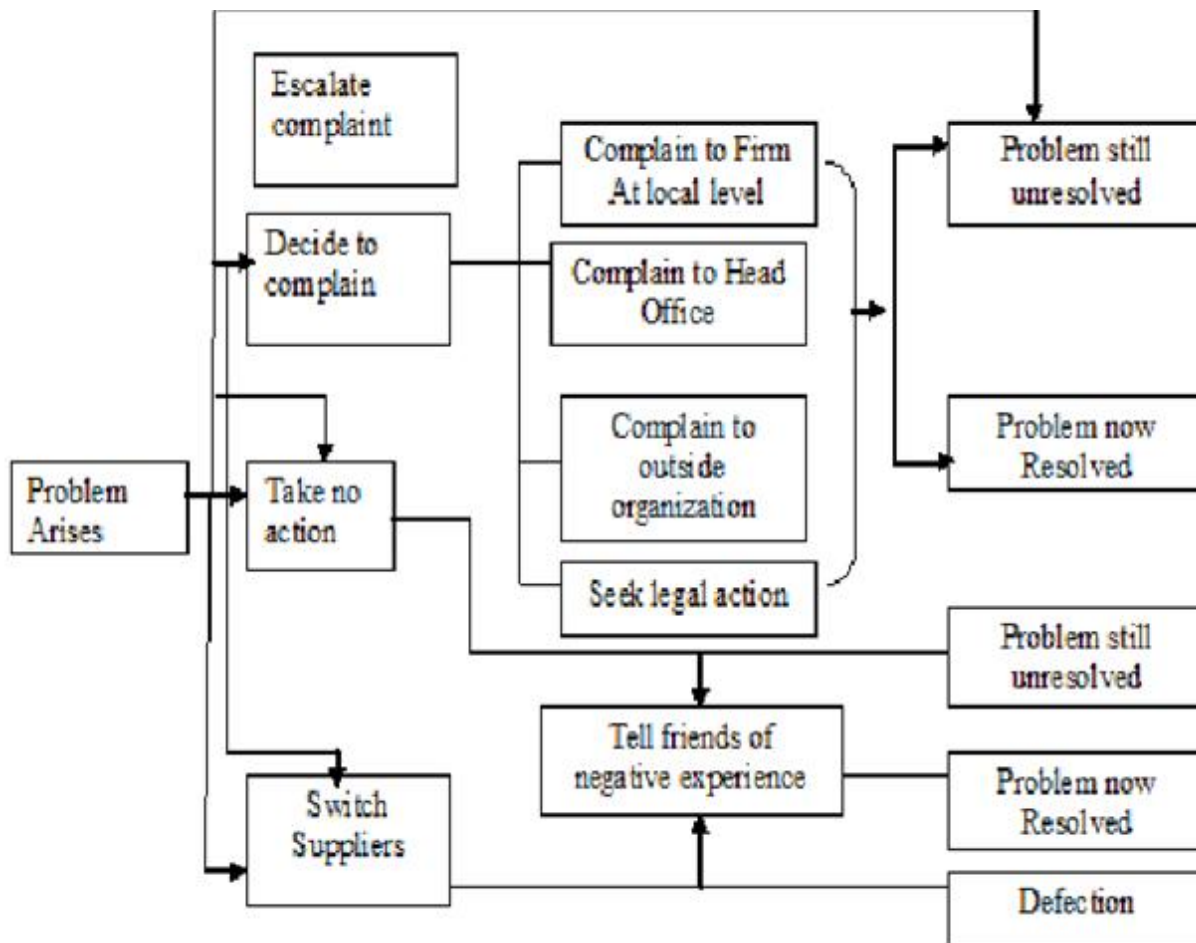 Escalate
complaint
Complain to Firm
At local level
Problem still
unresolved
Decide to
complain
Complain to Head
Office
Complain to
outside
organization
Problem now
Resolved
Problem
Arises
Take no
action
Seek legal action
Problem still
unresolved
Tell friends of
negative experience
Problem now
Resolved
Switch
Suppliers
Defection